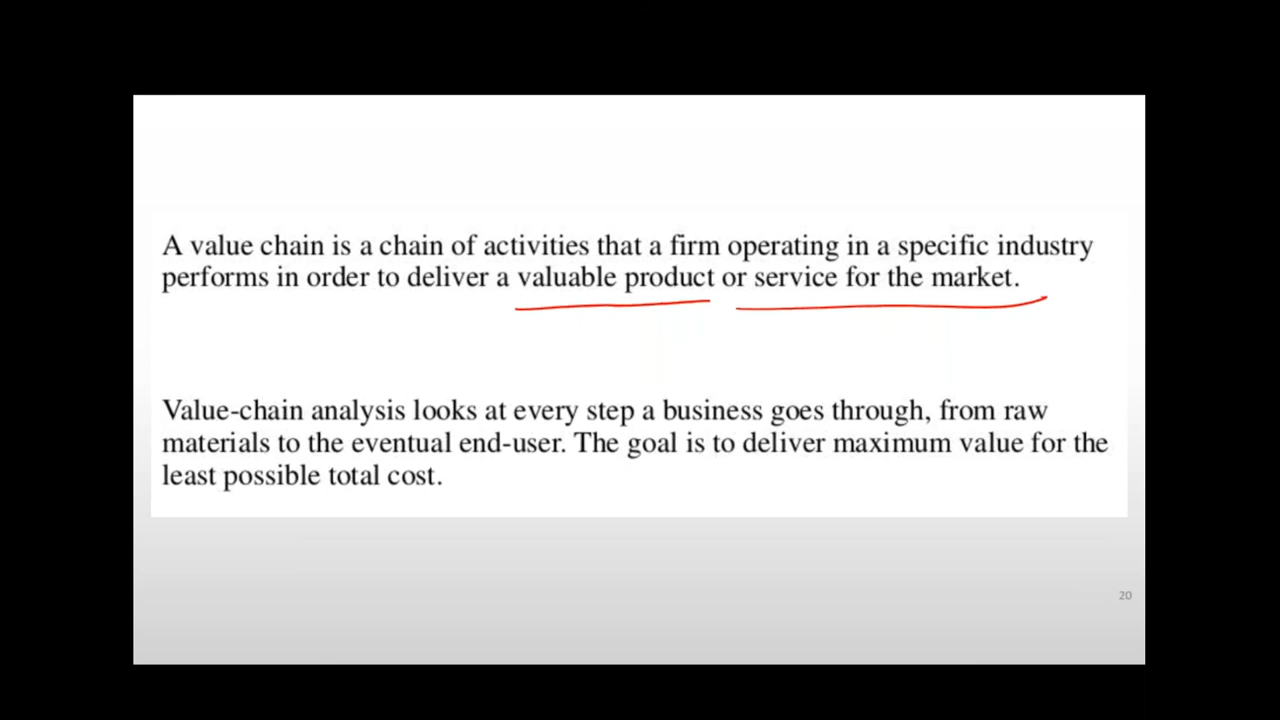 A value chain is a chain of activities that a firm operating in a specific industry
performs in order to deliver a valuable product or service for the market.
Value-chain analysis looks at every step a business goes through, from raw
materials to the eventual end-user. The goal is to deliver maximum value for the
least possible total cost.
20